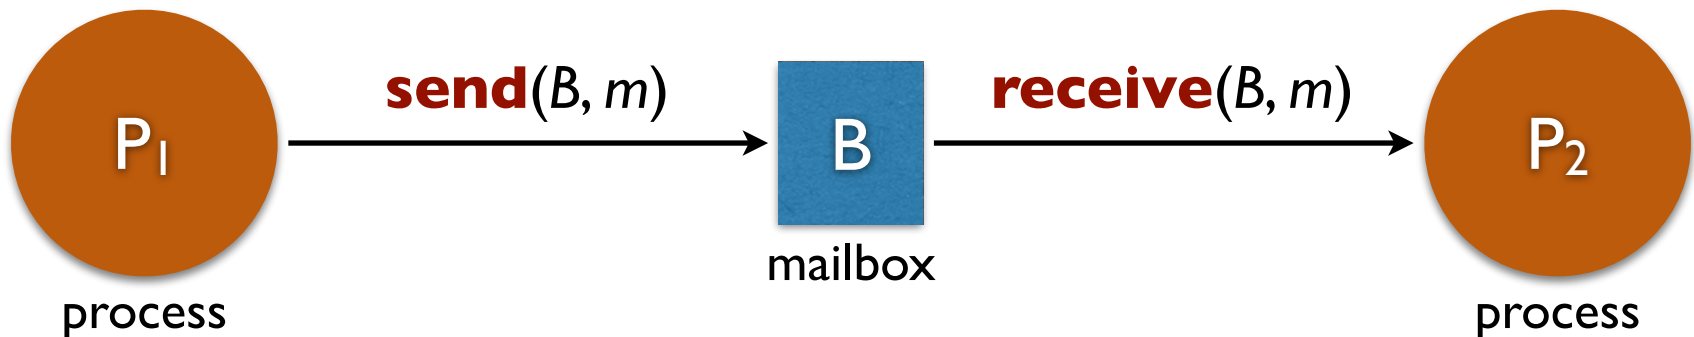 send(B, m)
receive(B, m)
P₁
B
P₂
mailbox
process
process